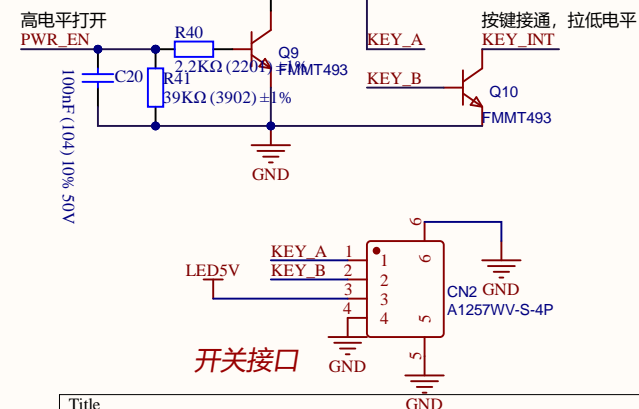 高电平打开
PWR_EN
R40
2.2KΩ (2201) ±1%
Q9
FMMT493
C20
100nF (104) 10% 50V
R41
39KΩ (3902) ±1%
GND
KEY_A
KEY_B
按键接通，拉低电平
KEY_INT
Q10
FMMT493
KEY_A 1
KEY_B 2
LED5V
3
4
1
2
3
4
6
6
5
5
GND
CN2
A1257WV-S-4P
开关接口
GND
GND
Title